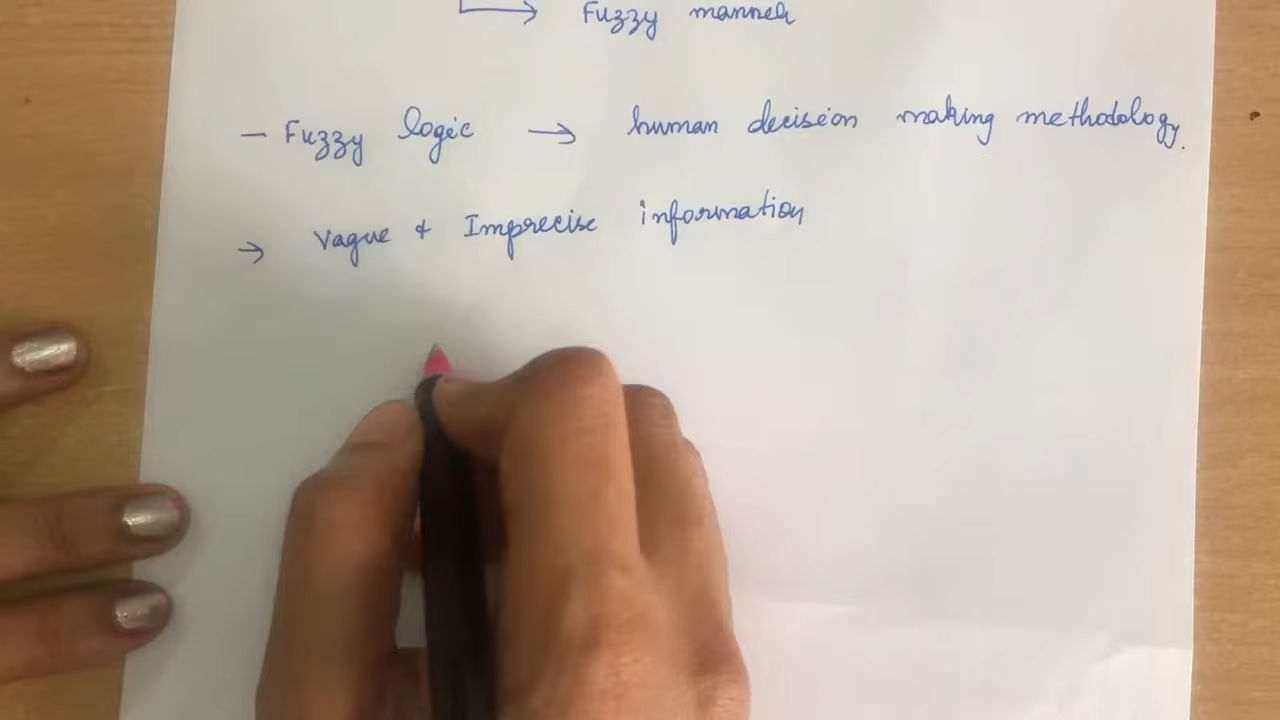 → Fuzzy manner
– Fuzzy logic → human decision making methodology.
→ Vague & Imprecise information